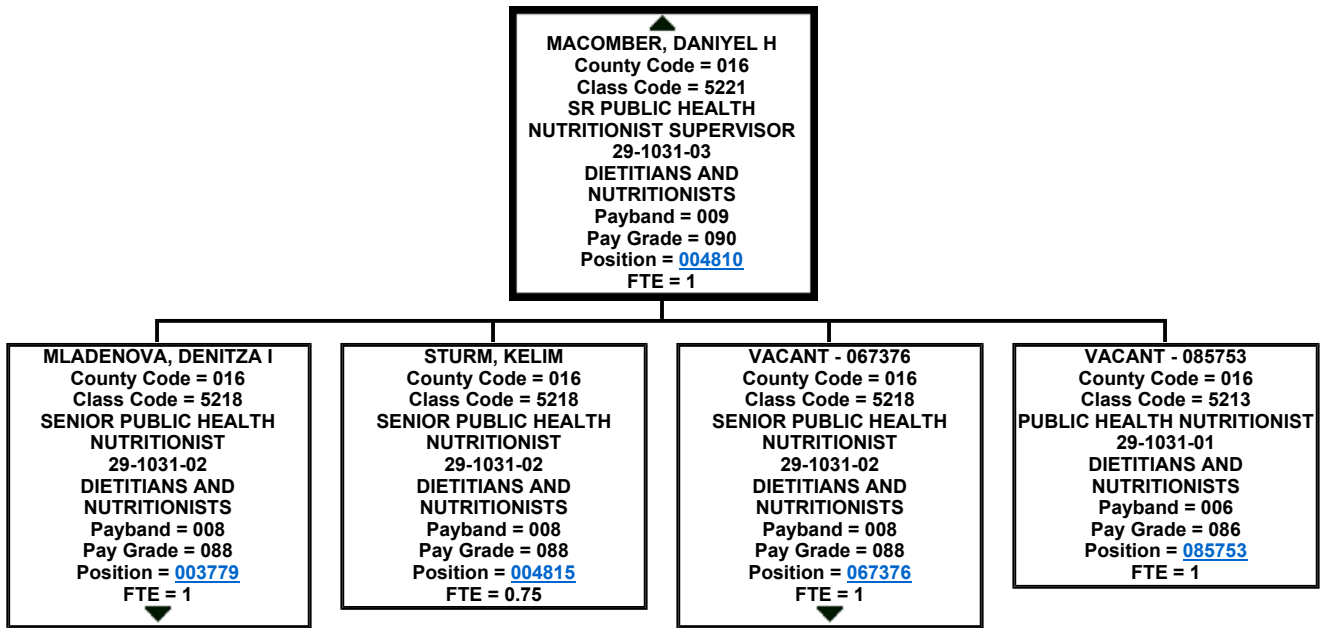 MACOMBER, DANIYEL H
County Code = 016
Class Code = 5221
SR PUBLIC HEALTH
NUTRITIONIST SUPERVISOR
29-1031-03
DIETITIANS AND
NUTRITIONISTS
Payband = 009
Pay Grade = 090
Position = 004810
FTE = 1
MLADENOVA, DENITZA I
County Code = 016
Class Code = 5218
SENIOR PUBLIC HEALTH
NUTRITIONIST
29-1031-02
DIETITIANS AND
NUTRITIONISTS
Payband = 008
Pay Grade = 088
Position = 003779
FTE = 1
STURM, KELIM
County Code = 016
Class Code = 5218
SENIOR PUBLIC HEALTH
NUTRITIONIST
29-1031-02
DIETITIANS AND
NUTRITIONISTS
Payband = 008
Pay Grade = 088
Position = 004815
FTE = 0.75
VACANT - 067376
County Code = 016
Class Code = 5218
SENIOR PUBLIC HEALTH
NUTRITIONIST
29-1031-02
DIETITIANS AND
NUTRITIONISTS
Payband = 008
Pay Grade = 088
Position = 067376
FTE = 1
VACANT - 085753
County Code = 016
Class Code = 5213
PUBLIC HEALTH NUTRITIONIST
29-1031-01
DIETITIANS AND
NUTRITIONISTS
Payband = 006
Pay Grade = 086
Position = 085753
FTE = 1